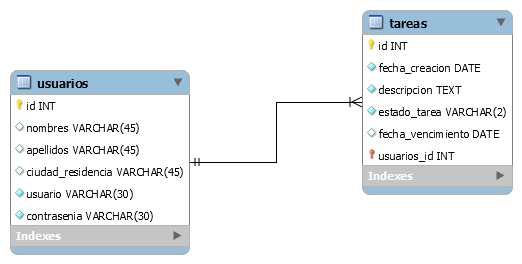 usuarios
id INT
nombres VARCHAR(45)
apellidos VARCHAR(45)
ciudad_residencia VARCHAR(45)
usuario VARCHAR(30)
contrasenia VARCHAR(30)
Indexes
tareas
id INT
fecha_creacion DATE
descripcion TEXT
estado_tarea VARCHAR(2)
fecha_vencimiento DATE
usuarios_id INT
Indexes